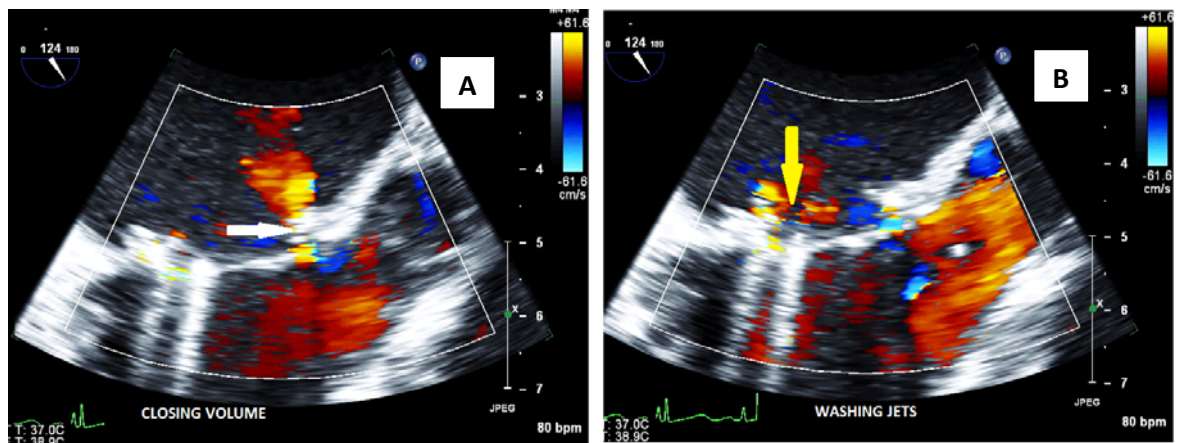 A
M4 M4
+61.6
0 124 180
P
3
4
-61.6
cm/s
5
X
6
7
CLOSING VOLUME
JPEG
T: 37.0C
T: 38.9C
80 bpm
B
+61.6
0 124 180
P
3
4
-61.6
cm/s
5
X
6
7
WASHING JETS
JPEG
T: 37.0C
T: 38.9C
80 bpm